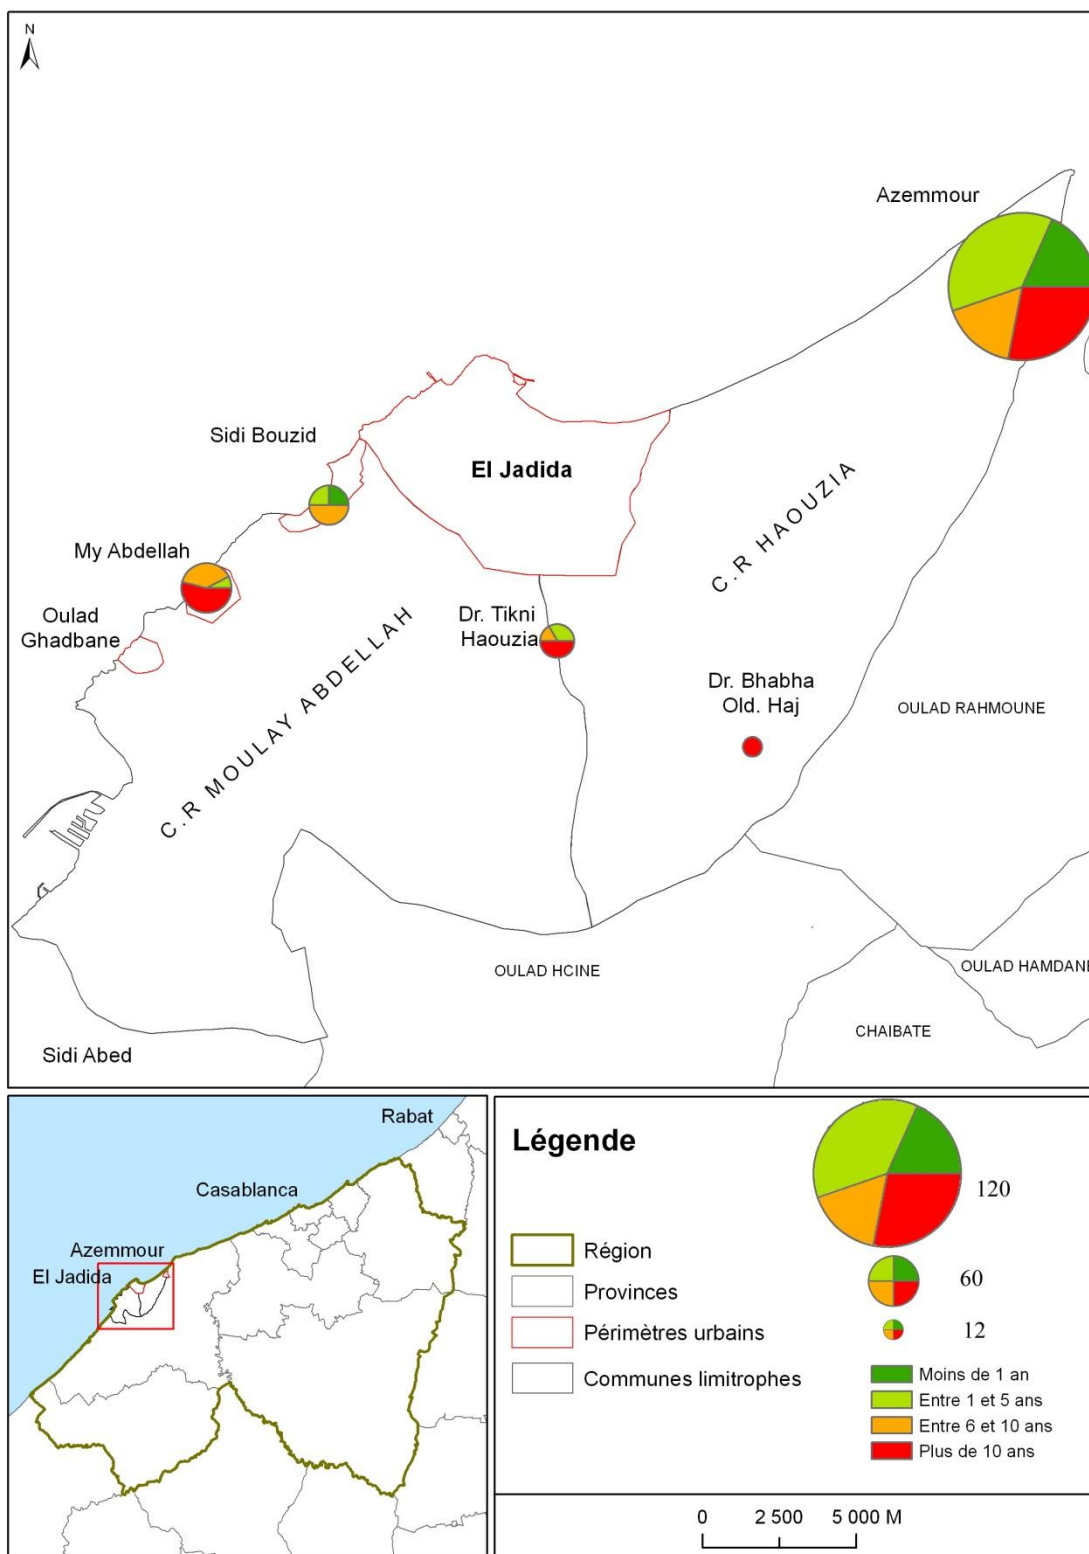 N
Azemmour
Sidi Bouzid
El Jadida
C.R HAOUZIA
My Abdellah
Oulad
Ghadbane
Dr. Tikni
Haouzia
C.R MOULAY ABDELLAH
Dr. Bhabha
Old. Haj
OULAD RAHMOUNE
OULAD HCINE
OULAD HAMDANE
CHAIBATE
Sidi Abed
Rabat
Casablanca
Azemmour
El Jadida
Légende
Région
Provinces
Périmètres urbains
Communes limitrophes
120
60
12
Moins de 1 an
Entre 1 et 5 ans
Entre 6 et 10 ans
Plus de 10 ans
0 2 500 5 000 M